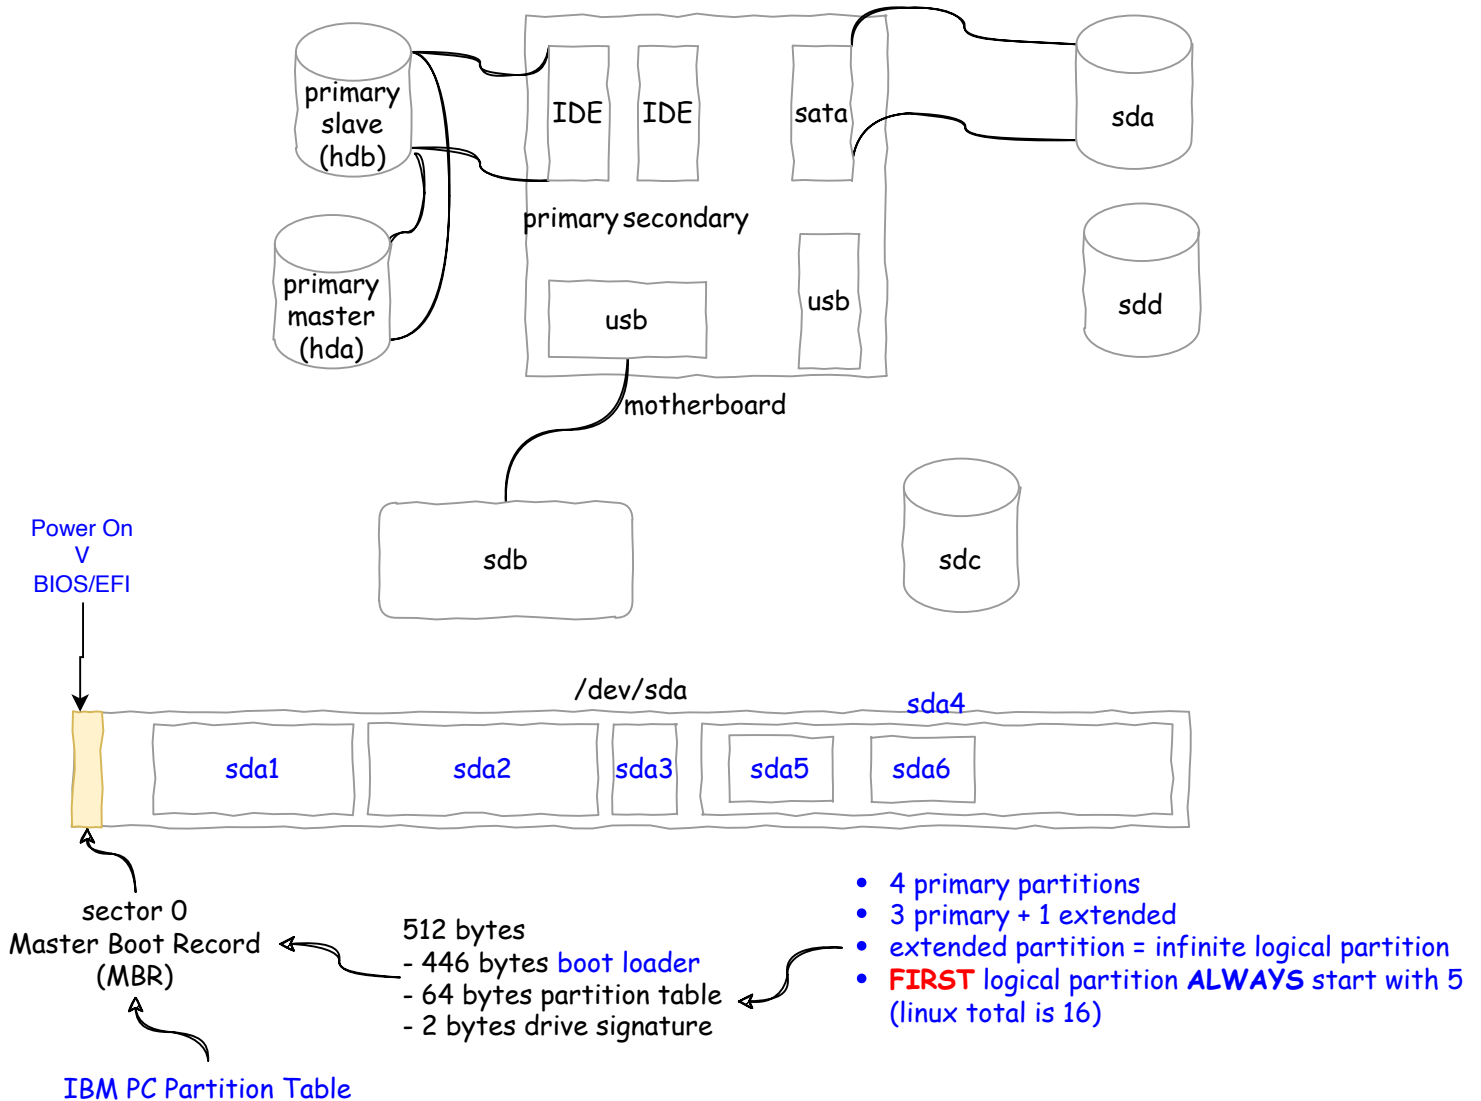 primary
slave
(hdb)
IDE
IDE
sata
sda
primary secondary
primary
master
(hda)
usb
usb
sdd
motherboard
sdb
sdc
Power On
V
BIOS/EFI
/dev/sda
sda4
sda1
sda2
sda3
sda5
sda6
sector 0
Master Boot Record
(MBR)
512 bytes
- 446 bytes boot loader
- 64 bytes partition table
- 2 bytes drive signature
• 4 primary partitions
• 3 primary + 1 extended
• extended partition = infinite logical partition
• FIRST logical partition ALWAYS start with 5
(linux total is 16)
IBM PC Partition Table